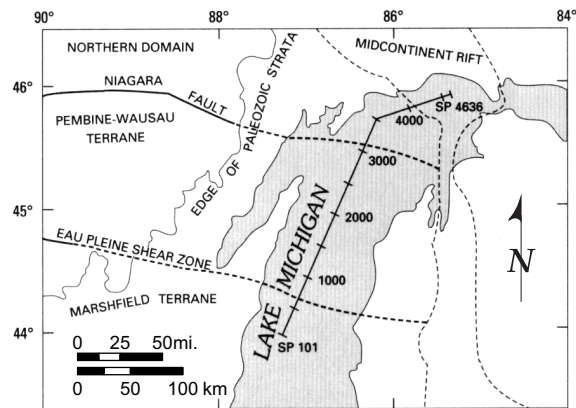 90° 88° 86° 84°
NORTHERN DOMAIN
MIDCONTINENT RIFT
46°
NIAGARA
FAULT
PEMBINE-WAUSAU
TERRANE
EDGE OF PALEOZOIC STRATA
SP 4636
4000
3000
2000
1000
45°
EAU PLEINE SHEAR ZONE
MARSHFIELD TERRANE
LAKE MICHIGAN
N
44°
SP 101
0 25 50mi.
0 50 100 km